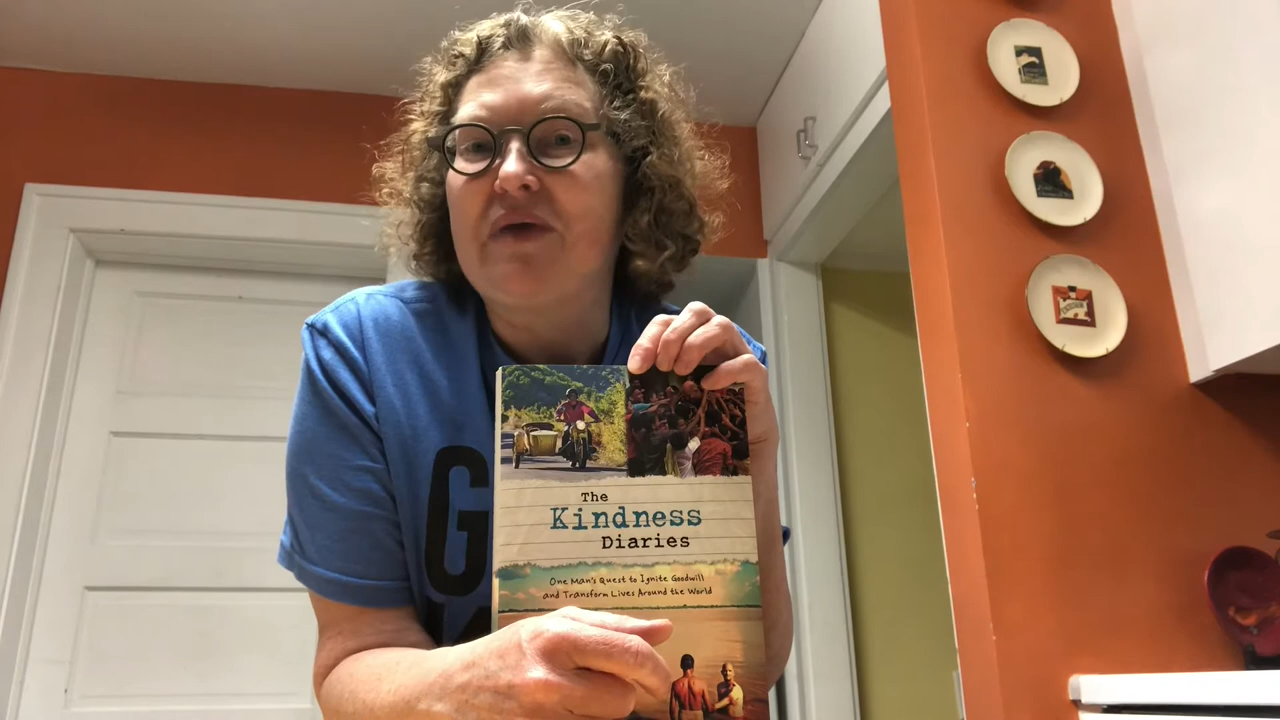 G
The
Kindness
Diaries
One Man's Quest to Ignite Goodwill
and Transform Lives Around the World